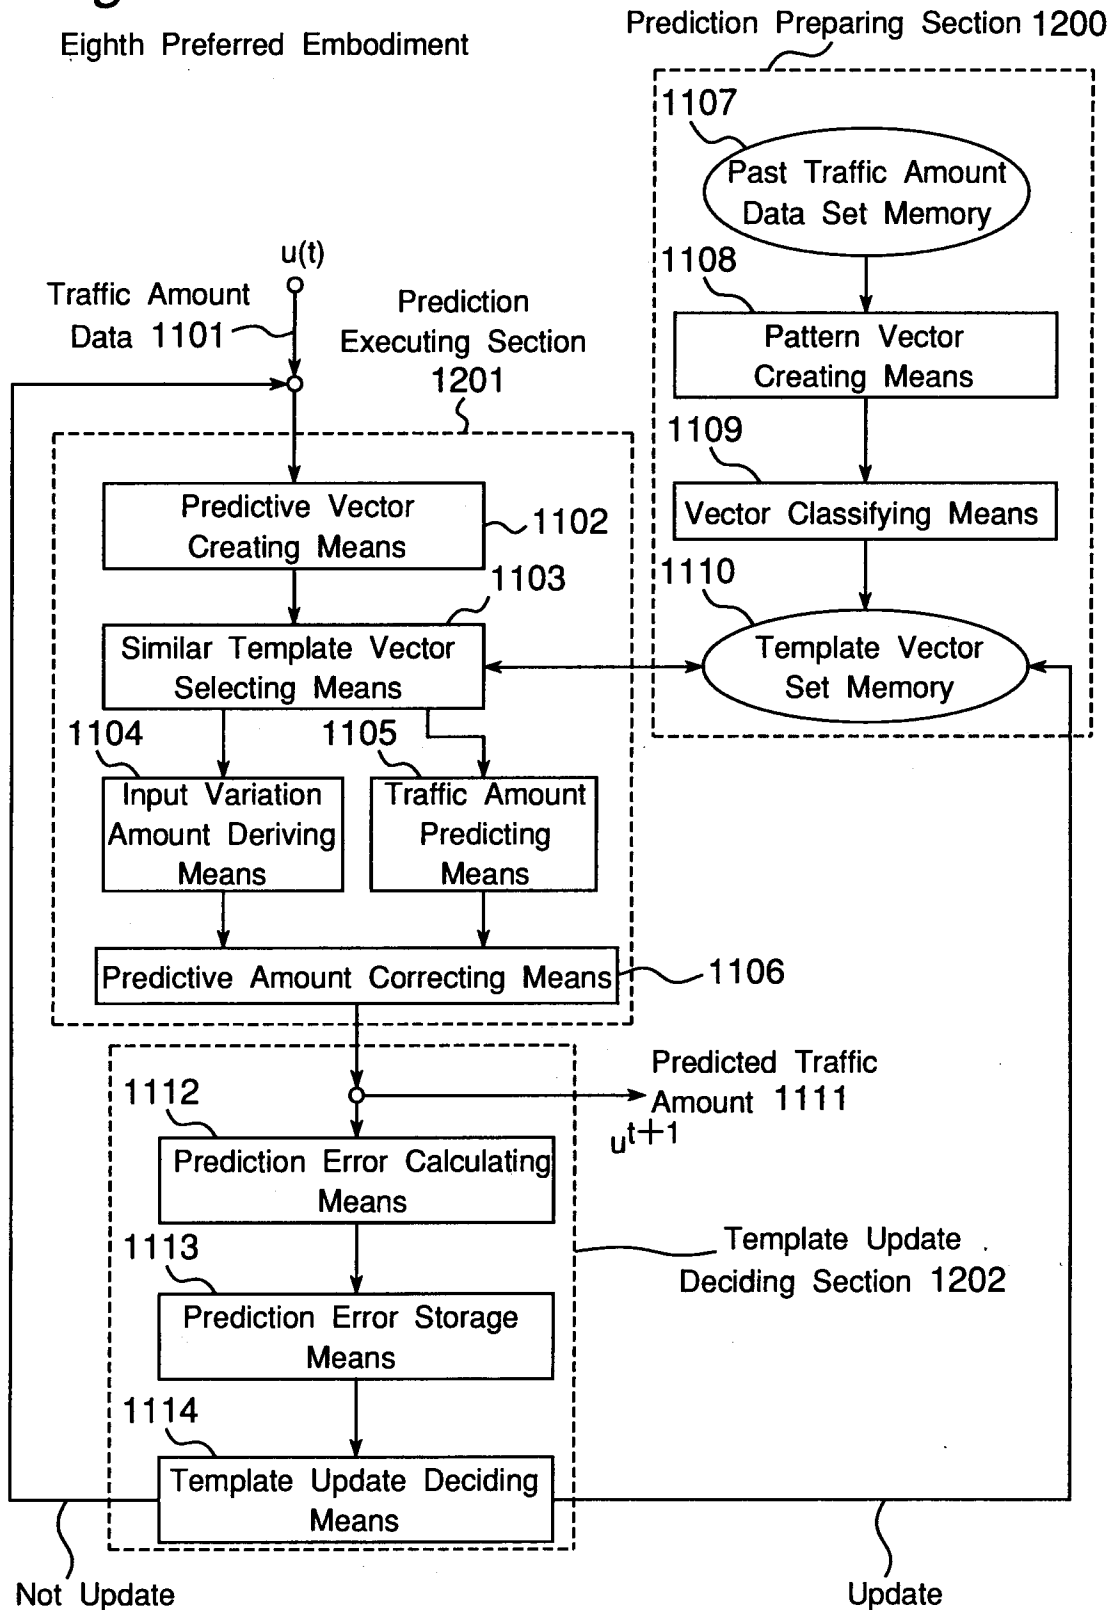 Eighth Preferred Embodiment
Prediction Preparing Section 1200
1107
Past Traffic Amount
Data Set Memory
1108
Pattern Vector
Creating Means
1109
Vector Classifying Means
1110
Template Vector
Set Memory
u(t)
Traffic Amount
Data 1101
Prediction
Executing Section
1201
Predictive Vector
Creating Means
1102
1103
Similar Template Vector
Selecting Means
1104
Input Variation
Amount Deriving
Means
1105
Traffic Amount
Predicting
Means
Predictive Amount Correcting Means
1106
Predicted Traffic
Amount 1111
u^t+1
1112
Prediction Error Calculating
Means
1113
Prediction Error Storage
Means
Template Update
Deciding Section 1202
1114
Template Update Deciding
Means
Not Update
Update